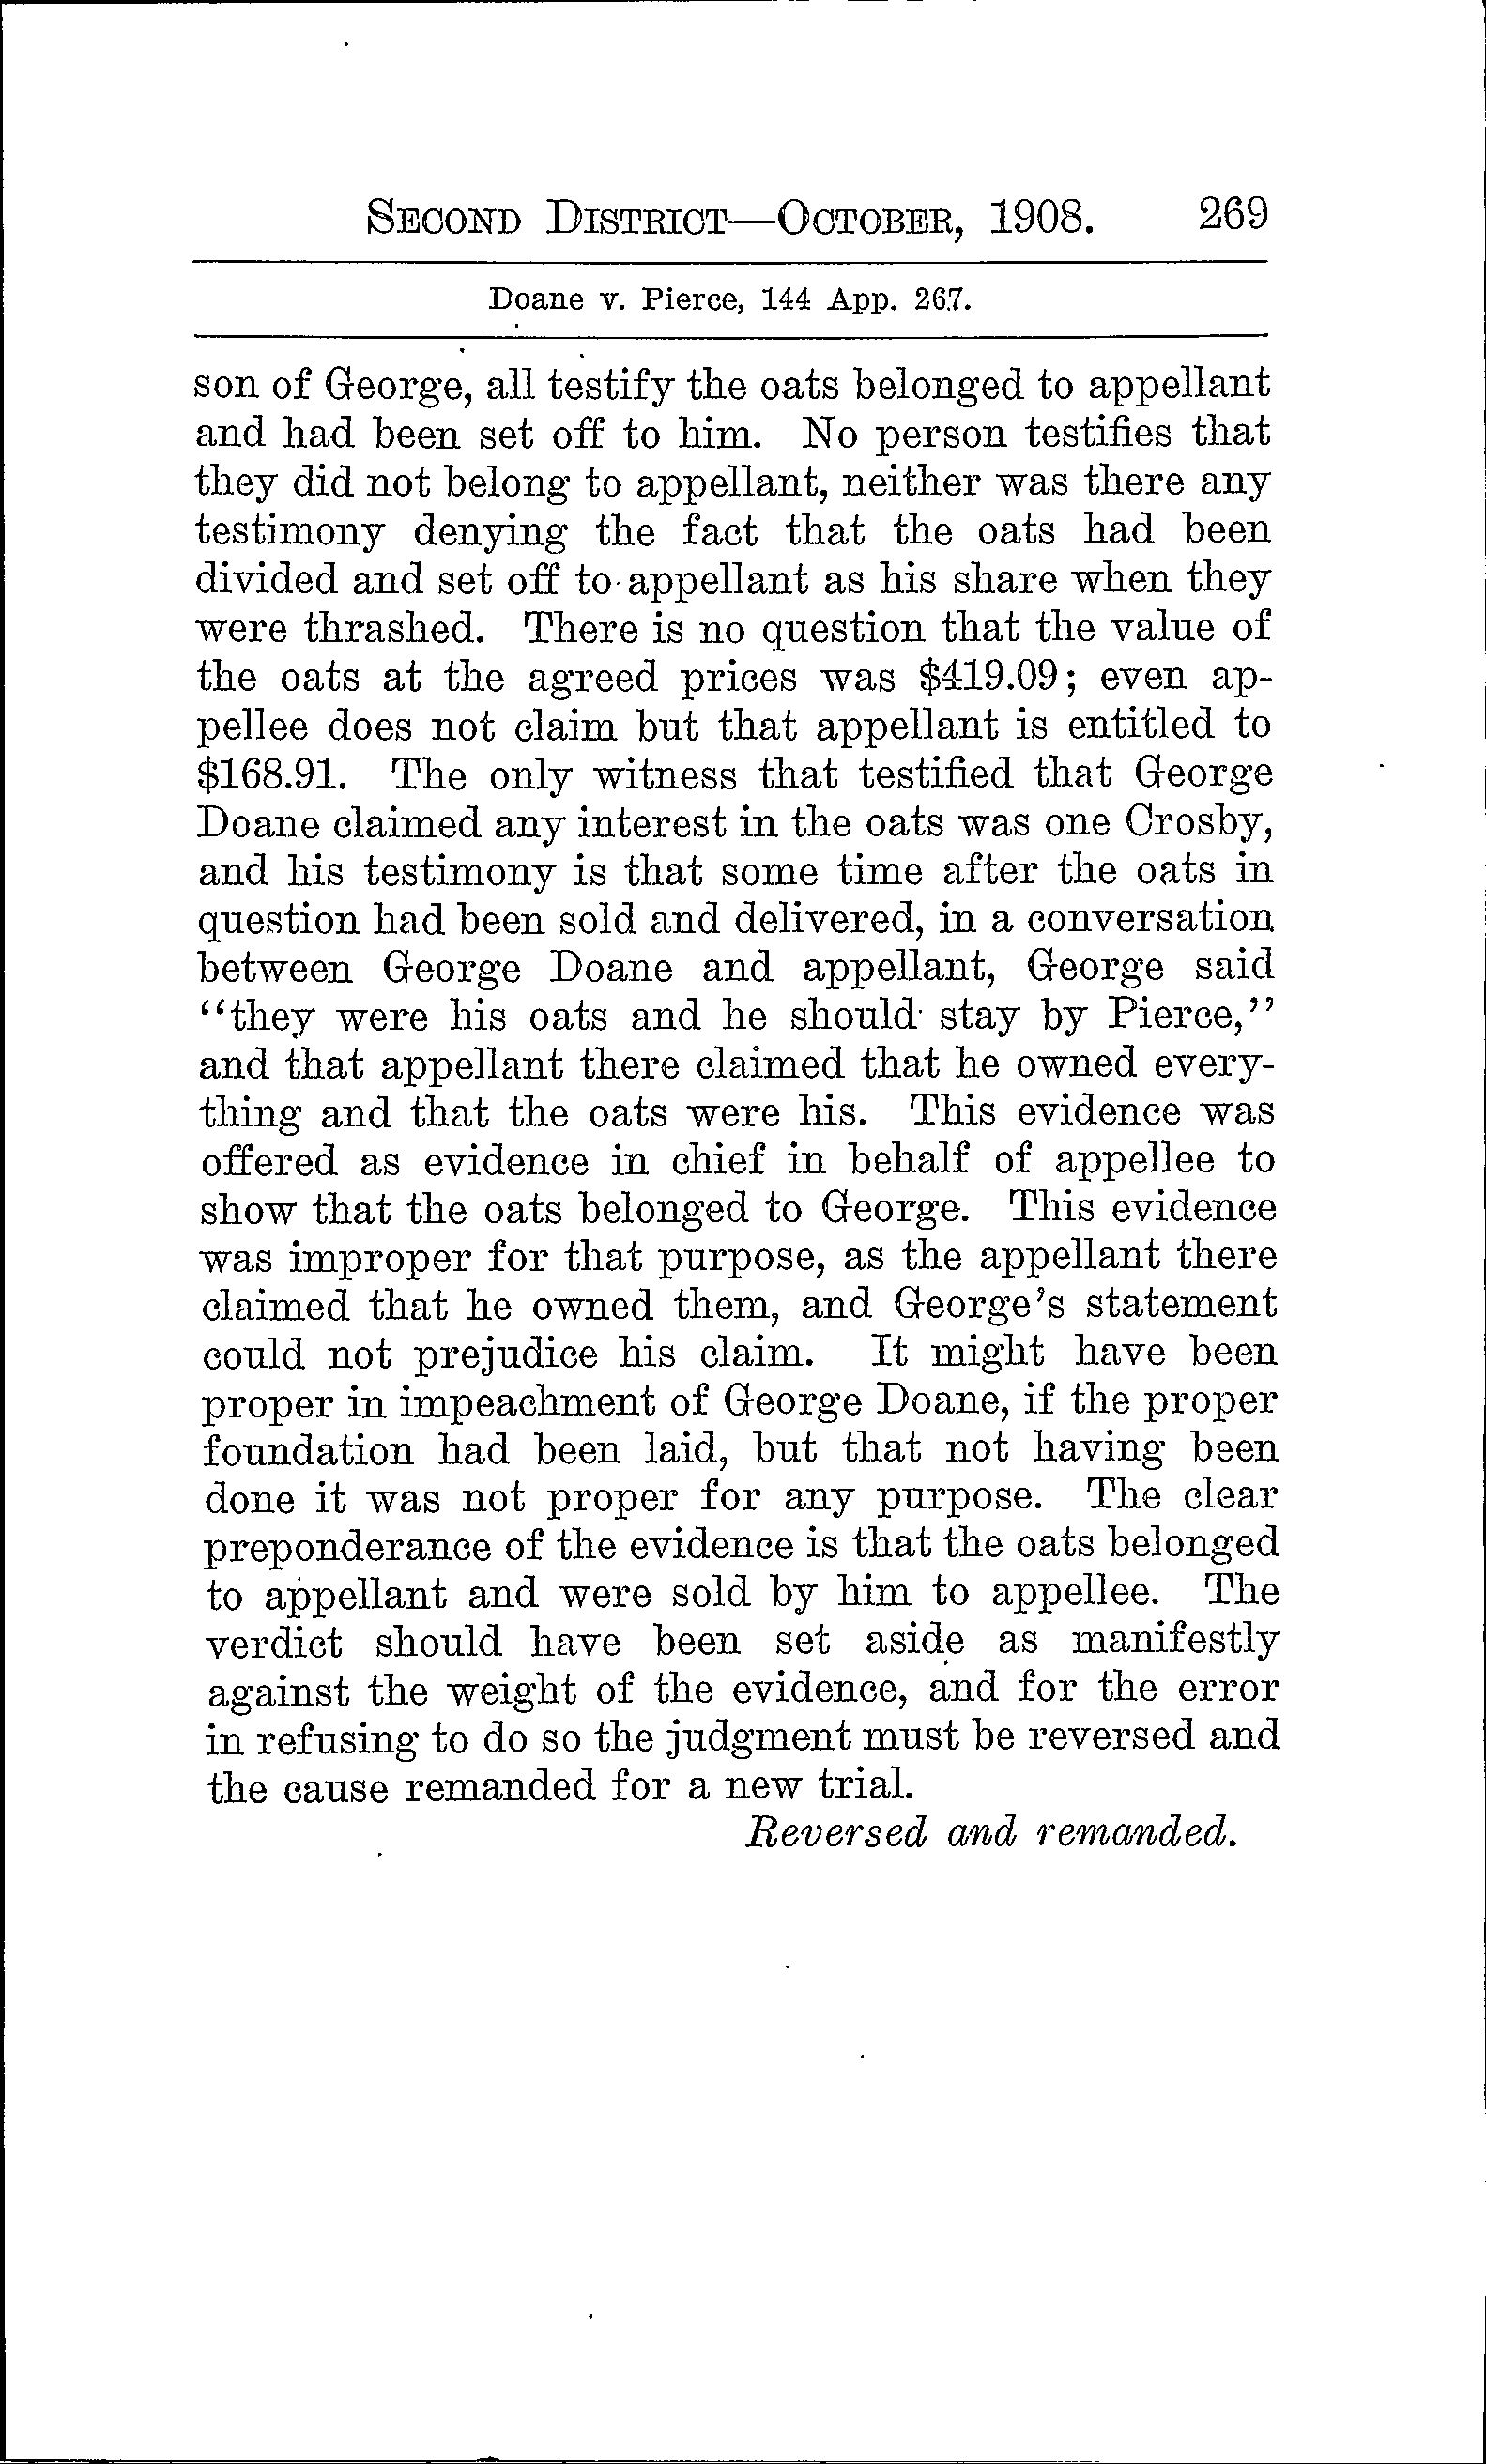 SECOND DISTRICT—OCTOBER, 1908. 269
Doane v. Pierce, 144 App. 267.
son of George, all testify the oats belonged to appellant
and had been set off to him. No person testifies that
they did not belong to appellant, neither was there any
testimony denying the fact that the oats had been
divided and set off to appellant as his share when they
were thrashed. There is no question that the value of
the oats at the agreed prices was $419.09; even ap-
pellee does not claim but that appellant is entitled to
$168.91. The only witness that testified that George
Doane claimed any interest in the oats was one Crosby,
and his testimony is that some time after the oats in
question had been sold and delivered, in a conversation
between George Doane and appellant, George said
“they were his oats and he should stay by Pierce,”
and that appellant there claimed that he owned every-
thing and that the oats were his. This evidence was
offered as evidence in chief in behalf of appellee to
show that the oats belonged to George. This evidence
was improper for that purpose, as the appellant there
claimed that he owned them, and George’s statement
could not prejudice his claim. It might have been
proper in impeachment of George Doane, if the proper
foundation had been laid, but that not having been
done it was not proper for any purpose. The clear
preponderance of the evidence is that the oats belonged
to appellant and were sold by him to appellee. The
verdict should have been set aside as manifestly
against the weight of the evidence, and for the error
in refusing to do so the judgment must be reversed and
the cause remanded for a new trial.
Reversed and remanded.